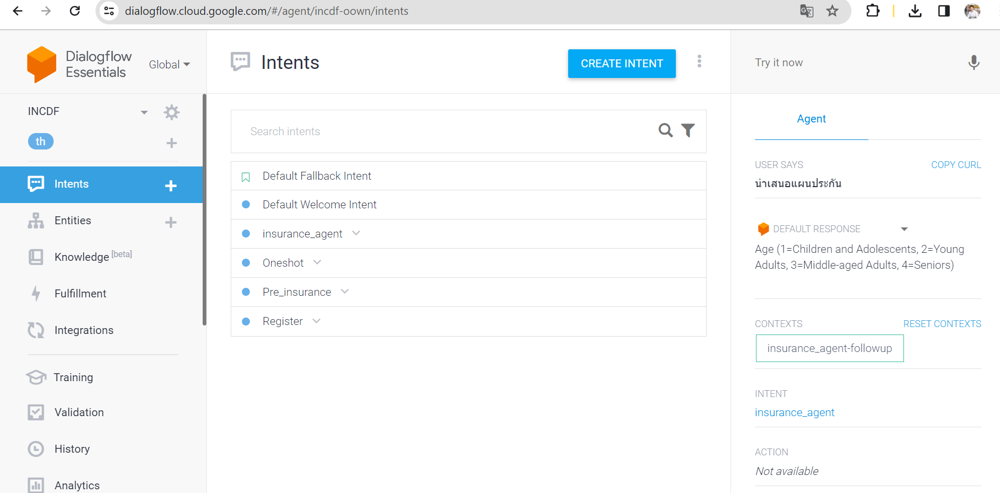 dialogflow.cloud.google.com/#/agent/incdf-oown/intents
Dialogflow
Essentials
Global
INCDF
th
Intents
Entities
Knowledge [beta]
Fulfillment
Integrations
Training
Validation
History
Analytics
Intents
CREATE INTENT
Search intents
Default Fallback Intent
Default Welcome Intent
insurance_agent
Oneshot
Pre_insurance
Register
Try it now
Agent
USER SAYS
COPY CURL
นำเสนอแผนประกัน
DEFAULT RESPONSE
Age (1=Children and Adolescents, 2=Young
Adults, 3=Middle-aged Adults, 4=Seniors)
CONTEXTS
RESET CONTEXTS
insurance_agent-followup
INTENT
insurance_agent
ACTION
Not available